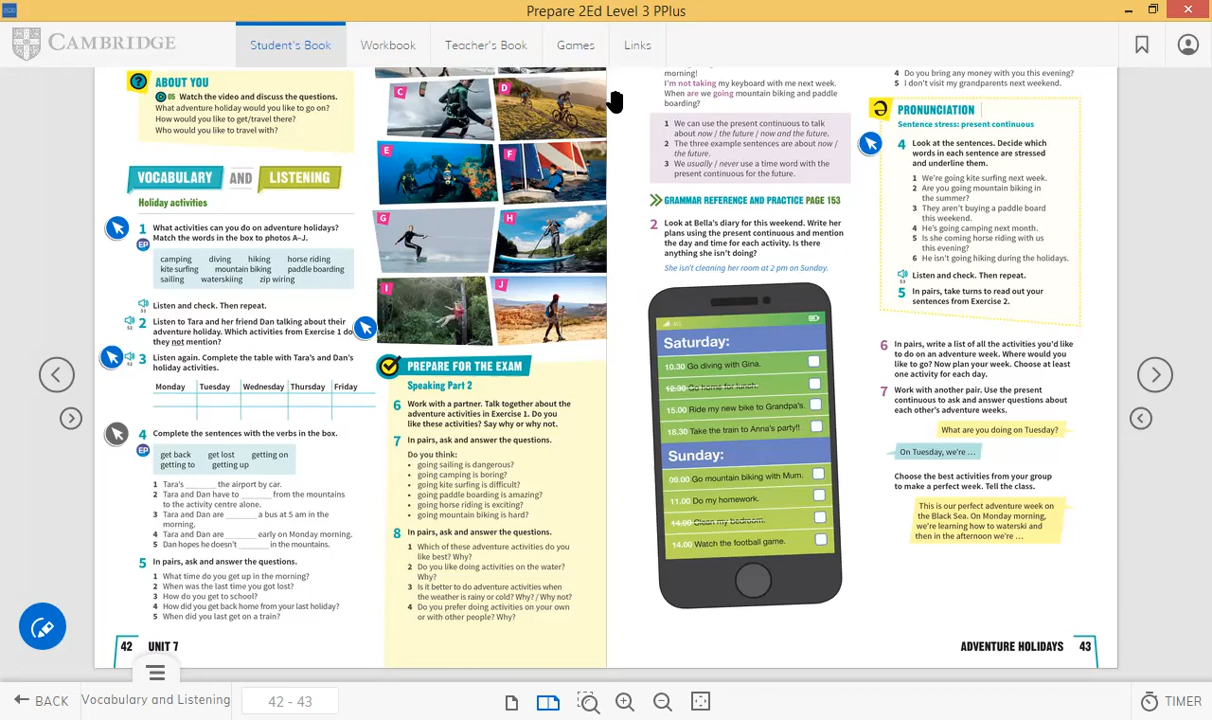 Prepare 2Ed Level 3 PPlus
CAMBRIDGE
Student's Book
Workbook
Teacher's Book
Games
Links
? ABOUT YOU
05 Watch the video and discuss the questions.
What adventure holiday would you like to go on?
How would you like to get/travel there?
Who would you like to travel with?
VOCABULARY AND LISTENING
Holiday activities
1 What activities can you do on adventure holidays?
EP Match the words in the box to photos A–J.
camping diving hiking horse riding
kite surfing mountain biking paddle boarding
sailing waterskiing zip wiring
Listen and check. Then repeat.
2 Listen to Tara and her friend Dan talking about their
adventure holiday. Which activities from Exercise 1 do
they not mention?
3 Listen again. Complete the table with Tara's and Dan's
holiday activities.
Monday Tuesday Wednesday Thursday Friday
4 Complete the sentences with the verbs in the box.
EP
get back get lost getting on
getting to getting up
1 Tara's ______ the airport by car.
2 Tara and Dan have to ______ from the mountains
to the activity centre alone.
3 Tara and Dan are ______ a bus at 5 am in the
morning.
4 Tara and Dan are ______ early on Monday morning.
5 Dan hopes he doesn't ______ in the mountains.
5 In pairs, ask and answer the questions.
1 What time do you get up in the morning?
2 When was the last time you got lost?
3 How do you get to school?
4 How did you get back home from your last holiday?
5 When did you last get on a train?
42 UNIT 7
C
D
E
F
G
H
I
J
PREPARE FOR THE EXAM
Speaking Part 2
6 Work with a partner. Talk together about the
adventure activities in Exercise 1. Do you
like these activities? Say why or why not.
7 In pairs, ask and answer the questions.
Do you think:
• going sailing is dangerous?
• going camping is boring?
• going kite surfing is difficult?
• going paddle boarding is amazing?
• going horse riding is exciting?
• going mountain biking is hard?
8 In pairs, ask and answer the questions.
1 Which of these adventure activities do you
like best? Why?
2 Do you like doing activities on the water?
Why?
3 Is it better to do adventure activities when
the weather is rainy or cold? Why? / Why not?
4 Do you prefer doing activities on your own
or with other people? Why?
morning!
I'm not taking my keyboard with me next week.
When are we going mountain biking and paddle
boarding?
1 We can use the present continuous to talk
about now / the future / now and the future.
2 The three example sentences are about now /
the future.
3 We usually / never use a time word with the
present continuous for the future.
GRAMMAR REFERENCE AND PRACTICE PAGE 153
2 Look at Bella's diary for this weekend. Write her
plans using the present continuous and mention
the day and time for each activity. Is there
anything she isn't doing?
She isn't cleaning her room at 2 pm on Sunday.
4G
Saturday:
10.30 Go diving with Gina.
12.30 Go home for lunch.
15.00 Ride my new bike to Grandpa's.
18.30 Take the train to Anna's party!!
Sunday:
09.00 Go mountain biking with Mum.
11.00 Do my homework.
14.00 Clean my bedroom.
14.00 Watch the football game.
4 Do you bring any money with you this evening?
5 I don't visit my grandparents next weekend.
ə PRONUNCIATION
Sentence stress: present continuous
4 Look at the sentences. Decide which
words in each sentence are stressed
and underline them.
1 We're going kite surfing next week.
2 Are you going mountain biking in
the summer?
3 They aren't buying a paddle board
this weekend.
4 He's going camping next month.
5 Is she coming horse riding with us
this evening?
6 He isn't going hiking during the holidays.
Listen and check. Then repeat.
5 In pairs, take turns to read out your
sentences from Exercise 2.
6 In pairs, write a list of all the activities you'd like
to do on an adventure week. Where would you
like to go? Now plan your week. Choose at least
one activity for each day.
7 Work with another pair. Use the present
continuous to ask and answer questions about
each other's adventure weeks.
What are you doing on Tuesday?
On Tuesday, we're …
Choose the best activities from your group
to make a perfect week. Tell the class.
This is our perfect adventure week on
the Black Sea. On Monday morning,
we're learning how to waterski and
then in the afternoon we're …
ADVENTURE HOLIDAYS 43
BACK
Vocabulary and Listening
42 - 43
TIMER